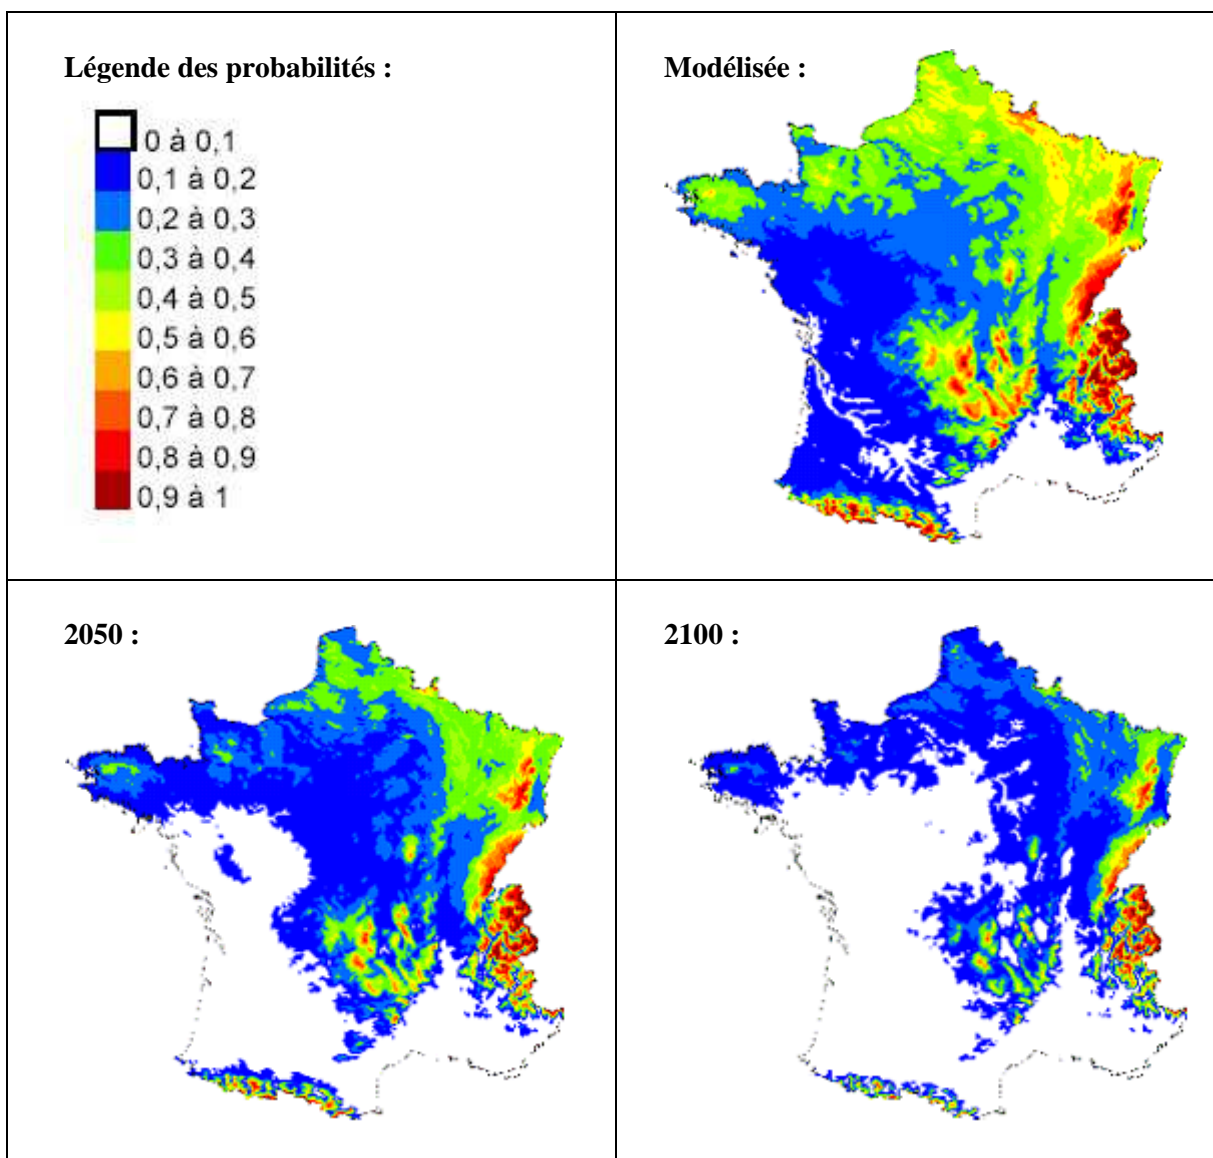 Légende des probabilités :
0 à 0,1
0,1 à 0,2
0,2 à 0,3
0,3 à 0,4
0,4 à 0,5
0,5 à 0,6
0,6 à 0,7
0,7 à 0,8
0,8 à 0,9
0,9 à 1
Modélisée :
2050 :
2100 :